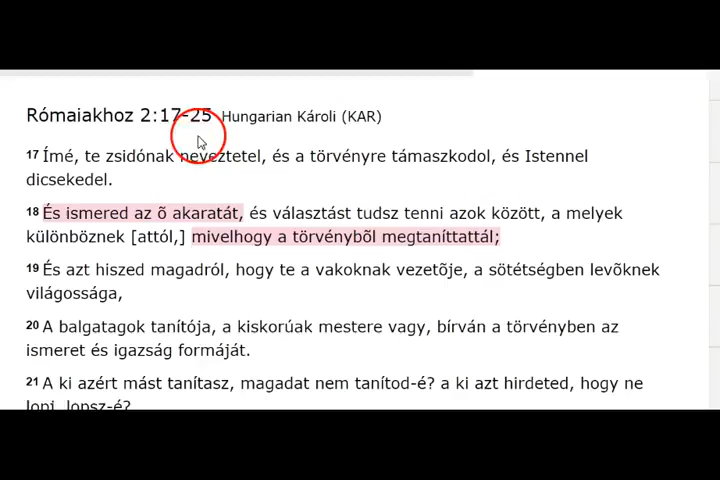 Rómaiakhoz 2:17-25 Hungarian Károli (KAR)
17 Ímé, te zsidónak neveztetel, és a törvényre támaszkodol, és Istennel
dicsekedel.
18 És ismered az õ akaratát, és választást tudsz tenni azok között, a melyek
különböznek [attól,] mivelhogy a törvénybõl megtaníttattál;
19 És azt hiszed magadról, hogy te a vakoknak vezetõje, a sötétségben levõknek
világossága,
20 A balgatagok tanítója, a kiskorúak mestere vagy, bírván a törvényben az
ismeret és igazság formáját.
21 A ki azért mást tanítasz, magadat nem tanítod-é? a ki azt hirdeted, hogy ne
lopj, lopsz-é?